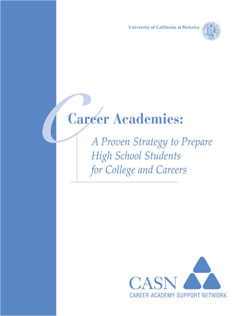 University of California at Berkeley
Career Academies:
A Proven Strategy to Prepare
High School Students
for College and Careers
CASN
CAREER ACADEMY SUPPORT NETWORK